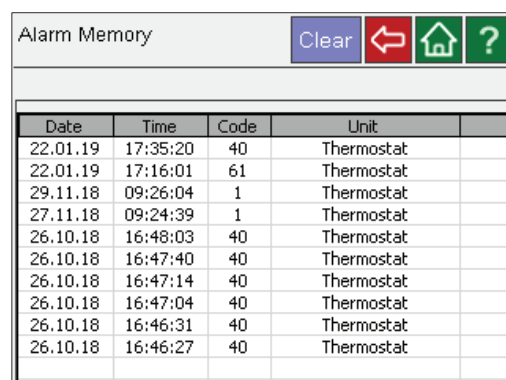 Alarm Memory Clear ?
Date Time Code Unit
22.01.19 17:35:20 40 Thermostat
22.01.19 17:16:01 61 Thermostat
29.11.18 09:26:04 1 Thermostat
27.11.18 09:24:39 1 Thermostat
26.10.18 16:48:03 40 Thermostat
26.10.18 16:47:40 40 Thermostat
26.10.18 16:47:14 40 Thermostat
26.10.18 16:47:04 40 Thermostat
26.10.18 16:46:31 40 Thermostat
26.10.18 16:46:27 40 Thermostat